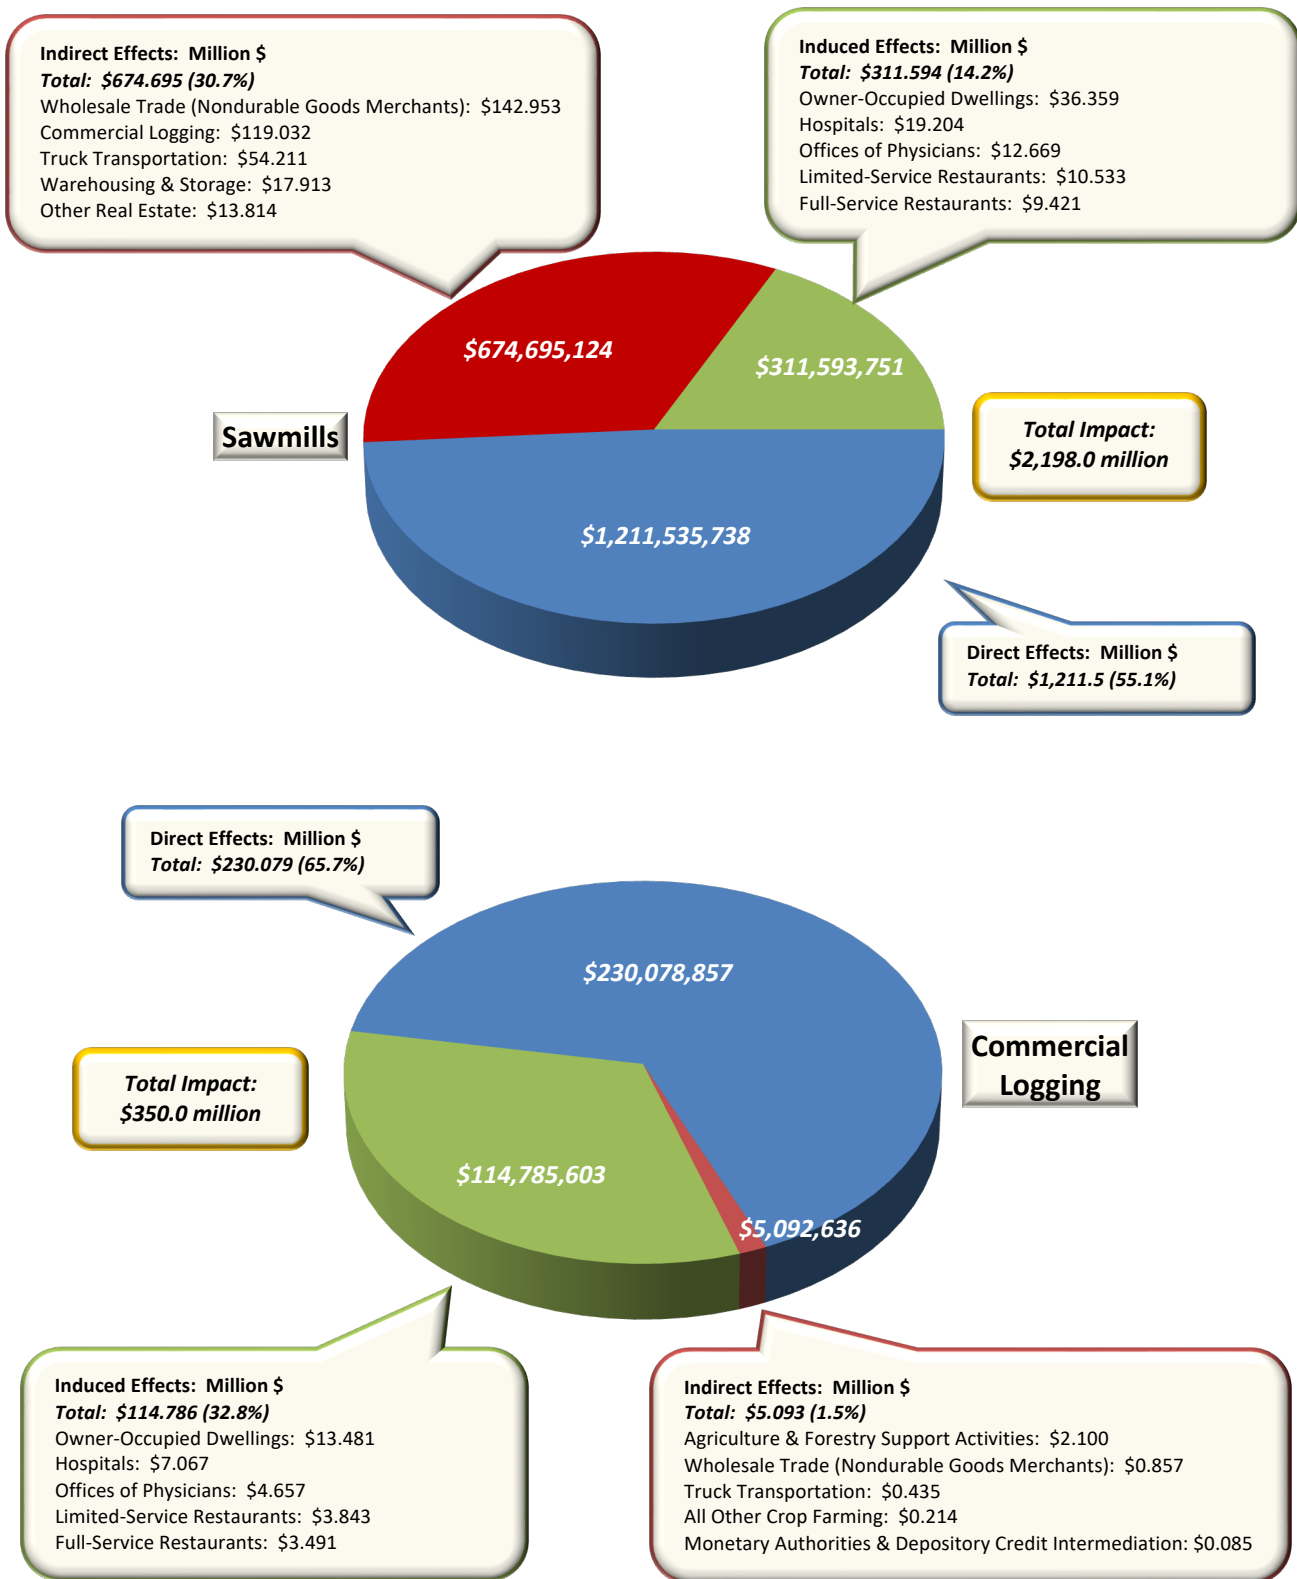 Indirect Effects:  Million $
Total:  $674.695 (30.7%)
Wholesale Trade (Nondurable Goods Merchants):  $142.953
Commercial Logging:  $119.032
Truck Transportation:  $54.211
Warehousing & Storage:  $17.913
Other Real Estate:  $13.814
Induced Effects:  Million $
Total:  $311.594 (14.2%)
Owner-Occupied Dwellings:  $36.359
Hospitals:  $19.204
Offices of Physicians:  $12.669
Limited-Service Restaurants:  $10.533
Full-Service Restaurants:  $9.421
$674,695,124
$311,593,751
Sawmills
Total Impact:
$2,198.0 million
$1,211,535,738
Direct Effects:  Million $
Total:  $1,211.5 (55.1%)
Direct Effects:  Million $
Total:  $230.079 (65.7%)
$230,078,857
Commercial
Logging
Total Impact:
$350.0 million
$114,785,603
$5,092,636
Induced Effects:  Million $
Total:  $114.786 (32.8%)
Owner-Occupied Dwellings:  $13.481
Hospitals:  $7.067
Offices of Physicians:  $4.657
Limited-Service Restaurants:  $3.843
Full-Service Restaurants:  $3.491
Indirect Effects:  Million $
Total:  $5.093 (1.5%)
Agriculture & Forestry Support Activities:  $2.100
Wholesale Trade (Nondurable Goods Merchants):  $0.857
Truck Transportation:  $0.435
All Other Crop Farming:  $0.214
Monetary Authorities & Depository Credit Intermediation: $0.085